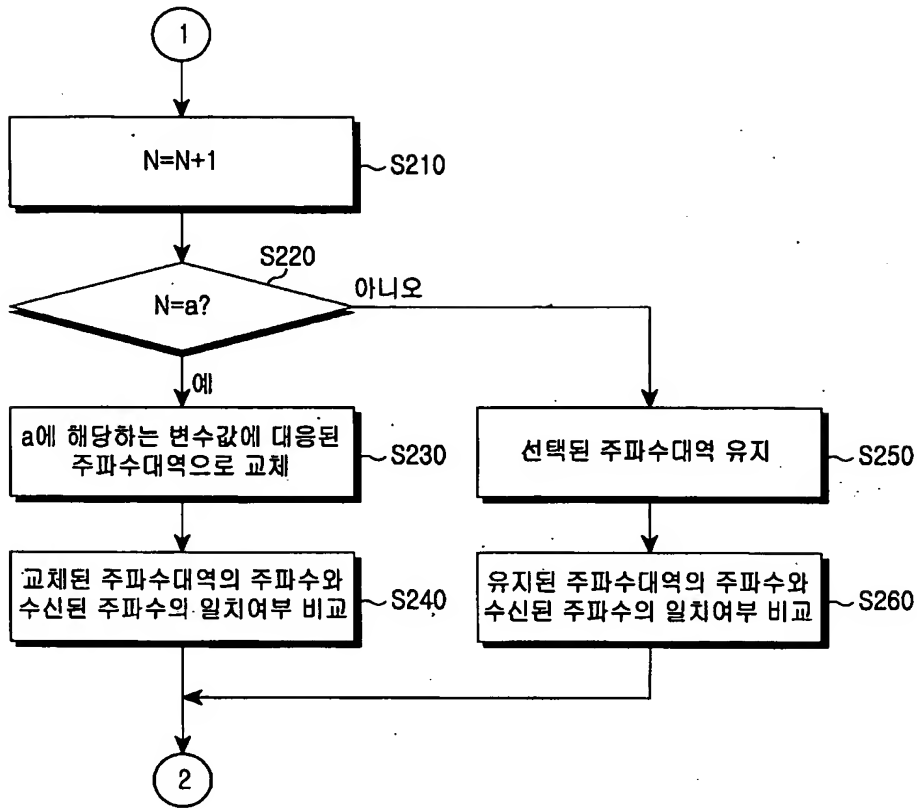 1
N=N+1
S210
S220
N=a?
아니오
예
a에 해당하는 변수값에 대응된
주파수대역으로 교체
S230
선택된 주파수대역 유지
S250
교체된 주파수대역의 주파수와
수신된 주파수의 일치여부 비교
S240
유지된 주파수대역의 주파수와
수신된 주파수의 일치여부 비교
S260
2